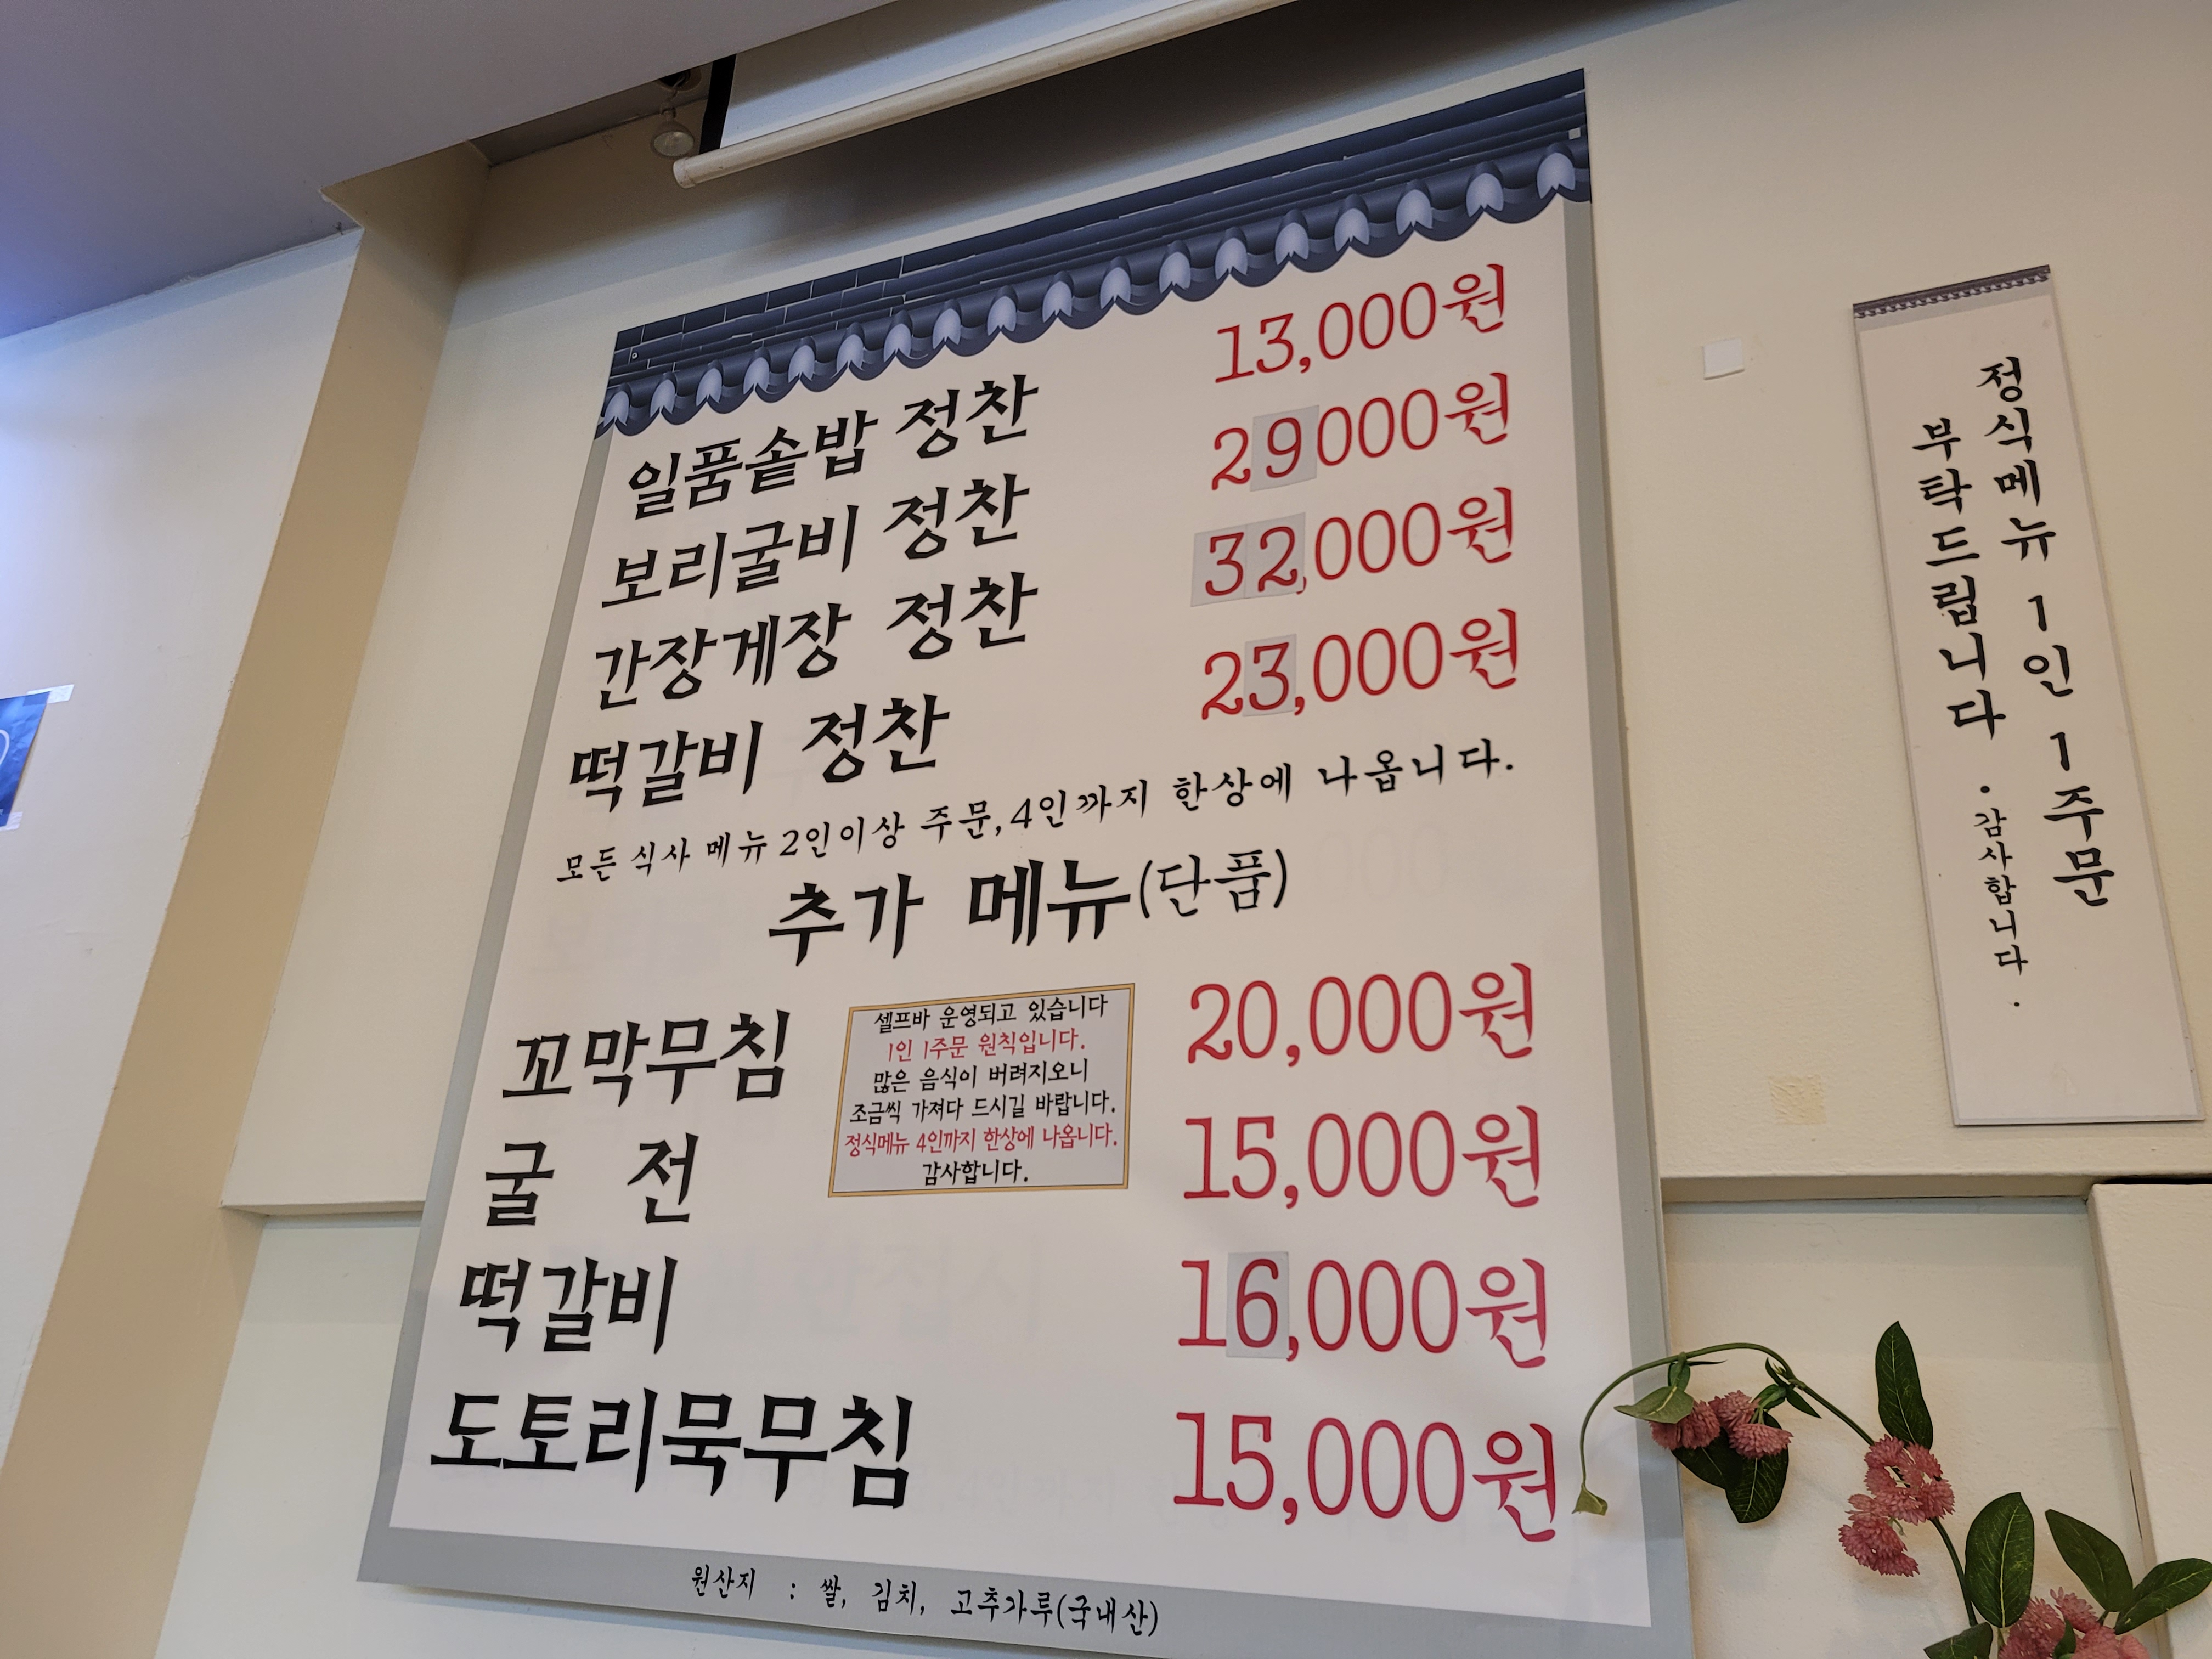 일품솥밥 정찬 13,000원
보리굴비 정찬 29000원
간장게장 정찬 32,000원
떡갈비 정찬 23,000원
모든 식사 메뉴 2인이상 주문, 4인까지 한상에 나옵니다.
추가 메뉴(단품)
꼬막무침 20,000원
굴 전 15,000원
떡갈비 16,000원
도토리묵무침 15,000원
셀프바 운영되고 있습니다
1인 1주문 원칙입니다.
많은 음식이 버려지오니
조금씩 가져다 드시길 바랍니다.
정식메뉴 4인까지 한상에 나옵니다.
감사합니다.
원산지 : 쌀, 김치, 고추가루(국내산)
정식메뉴 1인 1주문
부탁드립니다. 감사합니다.